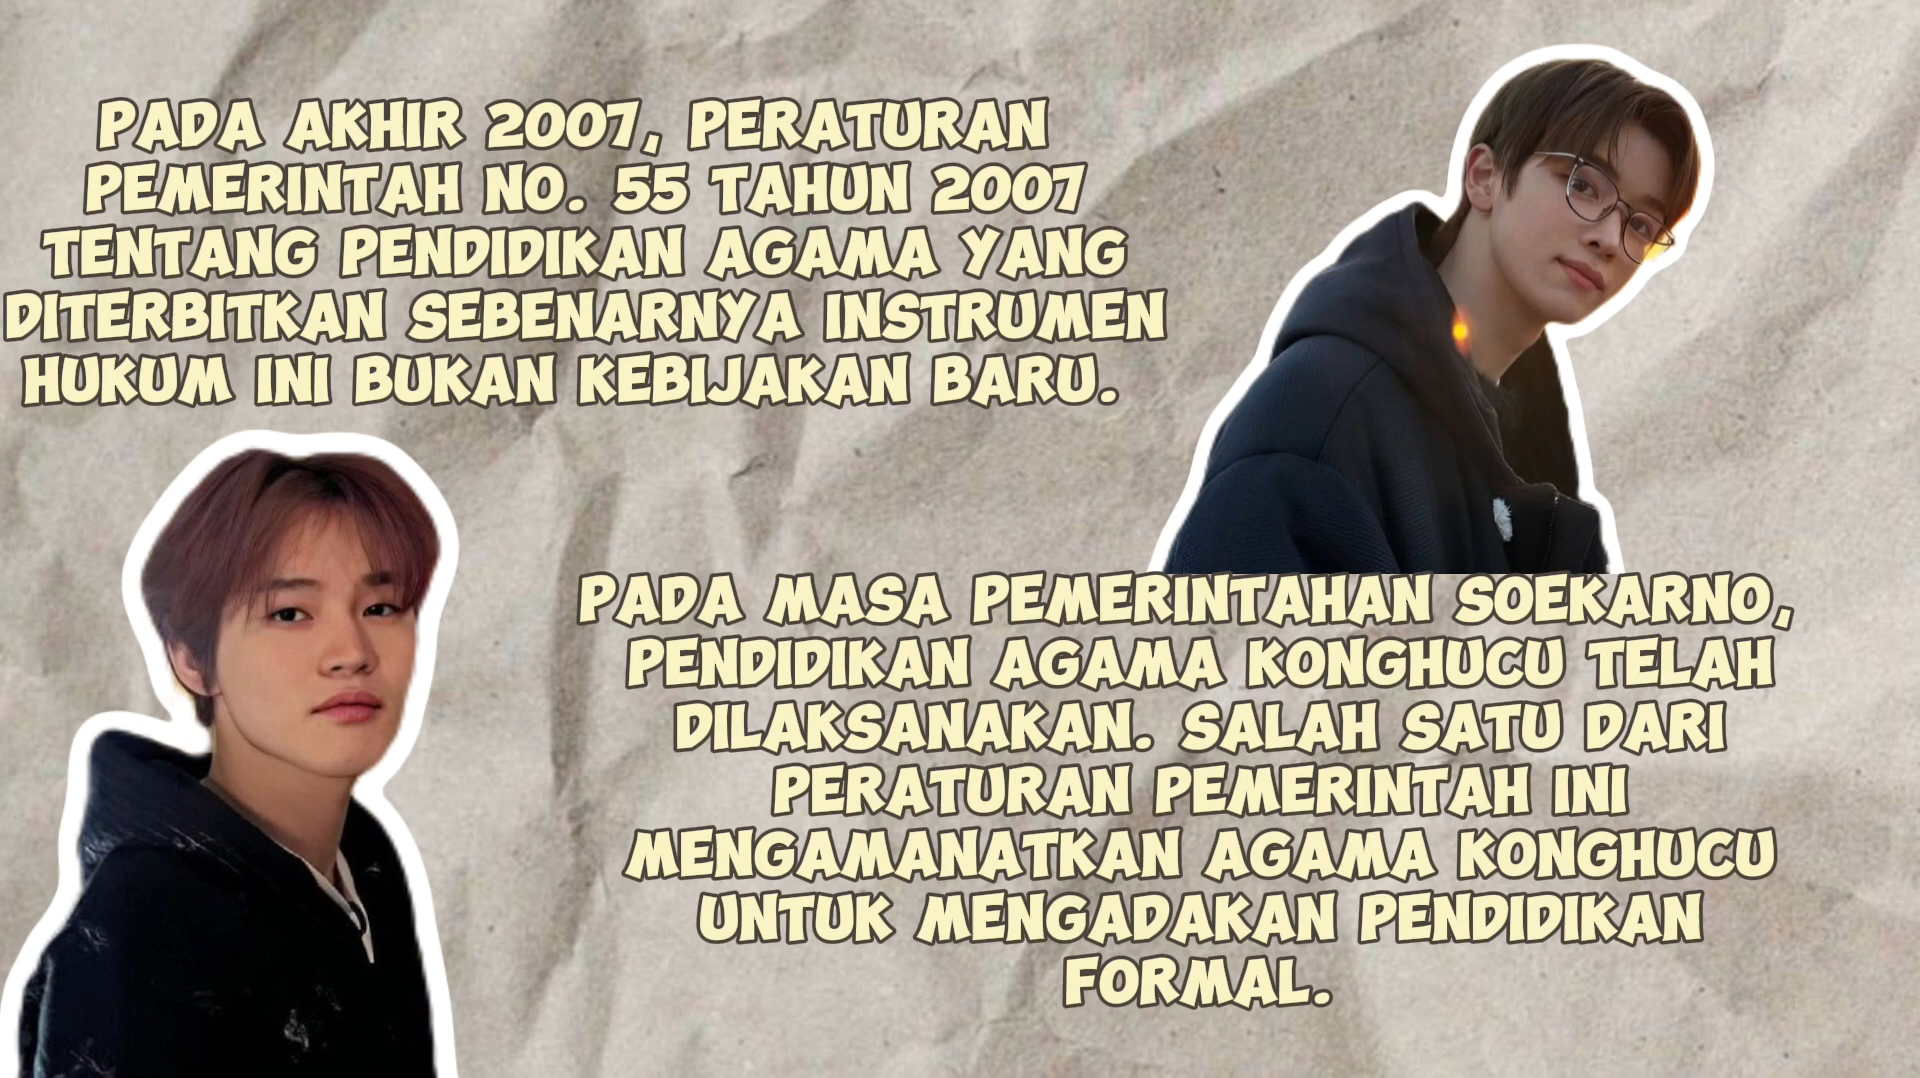 PADA AKHIR 2007, PERATURAN
PEMERINTAH NO. 55 TAHUN 2007
TENTANG PENDIDIKAN AGAMA YANG
DITERBITKAN SEBENARNYA INSTRUMEN
HUKUM INI BUKAN KEBIJAKAN BARU.
PADA MASA PEMERINTAHAN SOEKARNO,
PENDIDIKAN AGAMA KONGHUCU TELAH
DILAKSANAKAN. SALAH SATU DARI
PERATURAN PEMERINTAH INI
MENGAMANATKAN AGAMA KONGHUCU
UNTUK MENGADAKAN PENDIDIKAN
FORMAL.